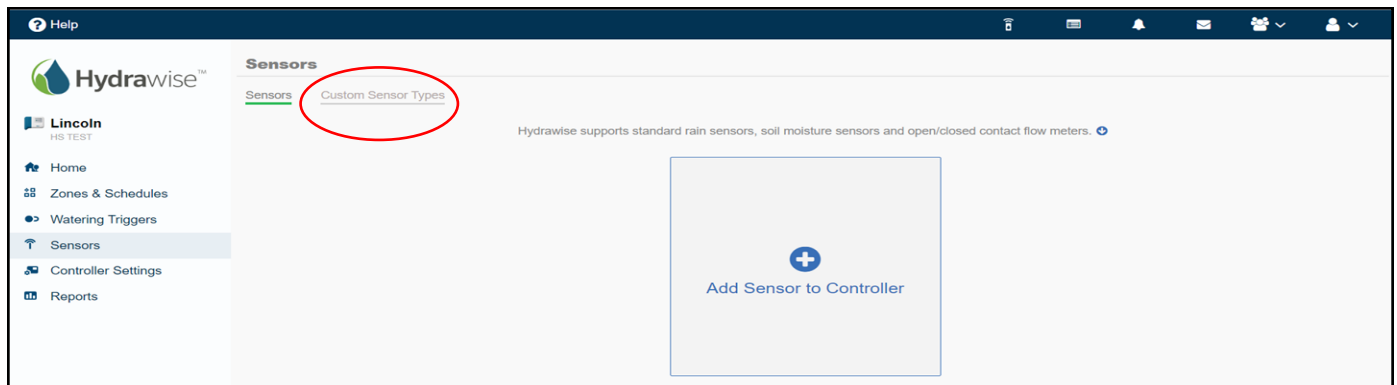 Help
Hydrawise™
Lincoln
HS TEST
Home
Zones & Schedules
Watering Triggers
Sensors
Controller Settings
Reports
Sensors
Sensors Custom Sensor Types
Hydrawise supports standard rain sensors, soil moisture sensors and open/closed contact flow meters.
Add Sensor to Controller